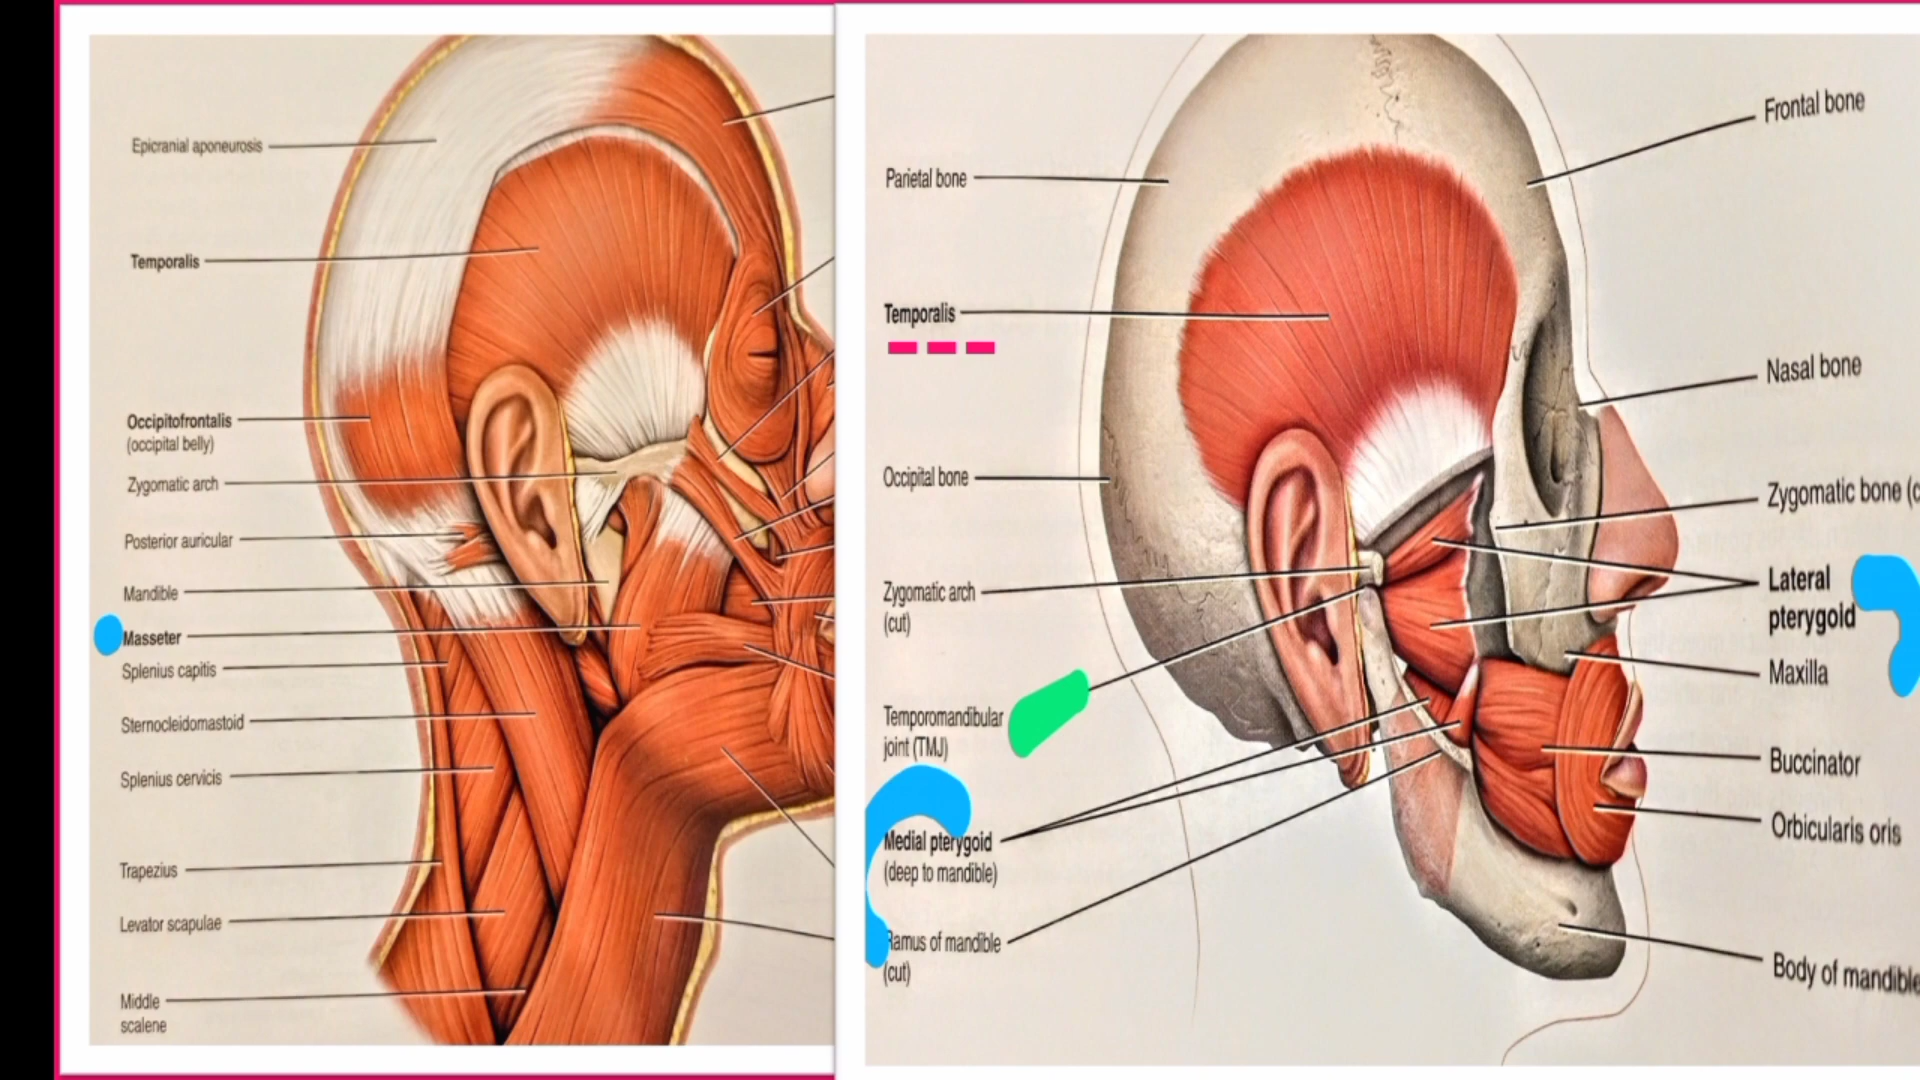 Epicranial aponeurosis
Temporalis
Occipitofrontalis
(occipital belly)
Zygomatic arch
Posterior auricular
Mandible
Masseter
Splenius capitis
Sternocleidomastoid
Splenius cervicis
Trapezius
Levator scapulae
Middle
scalene
Parietal bone
Temporalis
Occipital bone
Zygomatic arch
(cut)
Temporomandibular
joint (TMJ)
Medial pterygoid
(deep to mandible)
Ramus of mandible
(cut)
Frontal bone
Nasal bone
Zygomatic bone (c
Lateral
pterygoid
Maxilla
Buccinator
Orbicularis oris
Body of mandible